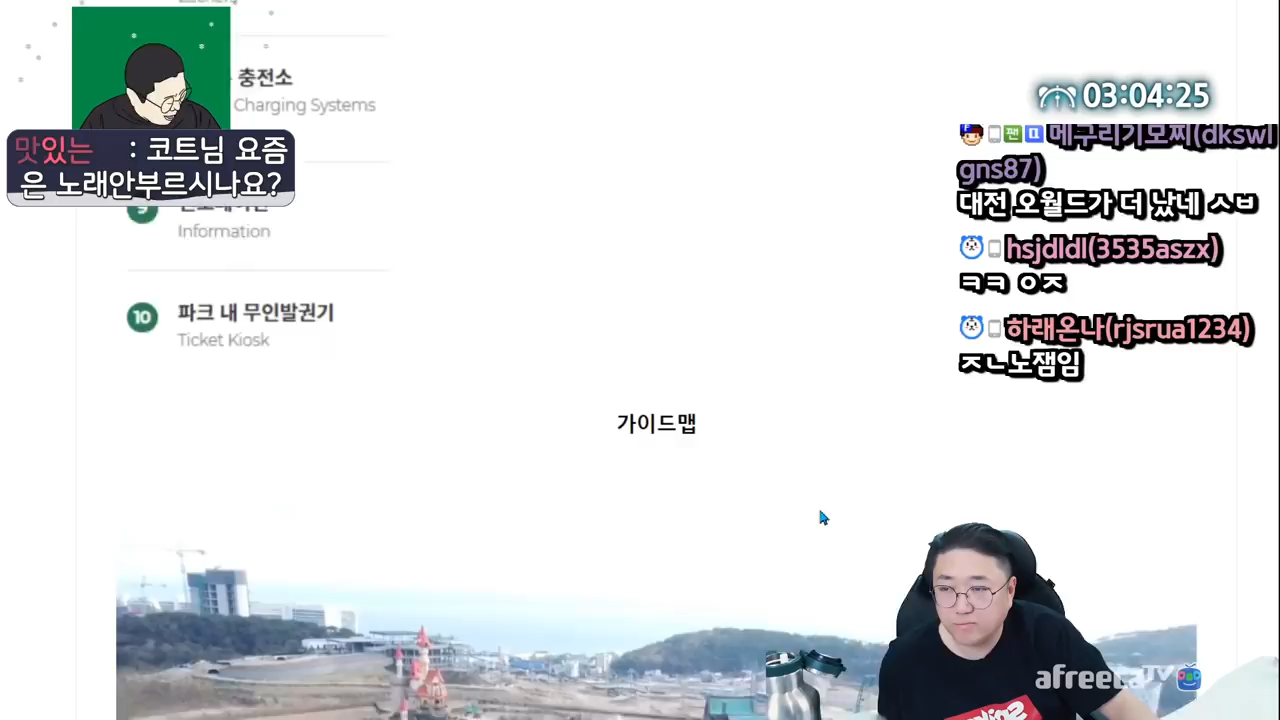 충전소
Charging Systems
맛있는 : 코트님 요즘
은 노래안부르시나요?
Information
10 파크 내 무인발권기
Ticket Kiosk
가이드맵
03:04:25
팬 메구리기모찌(dkswl
gns87)
대전 오월드가 더 났네 ㅅㅂ
hsjdldl(3535aszx)
ㅋㅋ ㅇㅈ
하래온나(rjsrua1234)
ㅈㄴ노잼임
afreecaTV